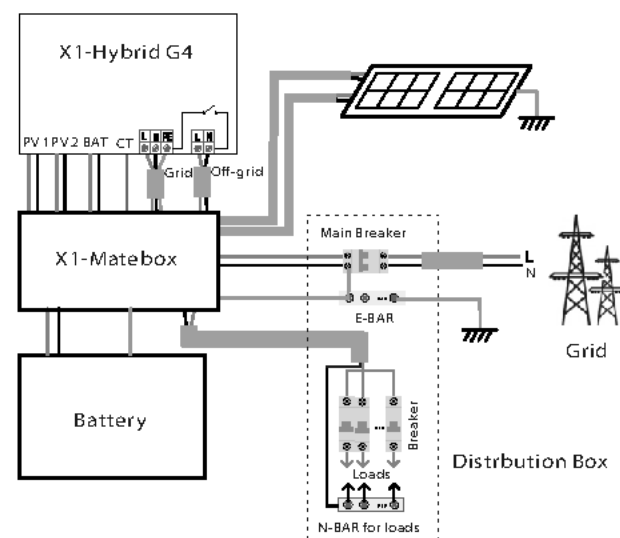 X1-Hybrid G4
L N PE
L N
PV 1 PV 2 BAT CT
Grid
Off-grid
X1-Matebox
Main Breaker
L
N
E-BAR
Grid
Battery
Breaker
Loads
Distrbution Box
N-BAR for loads